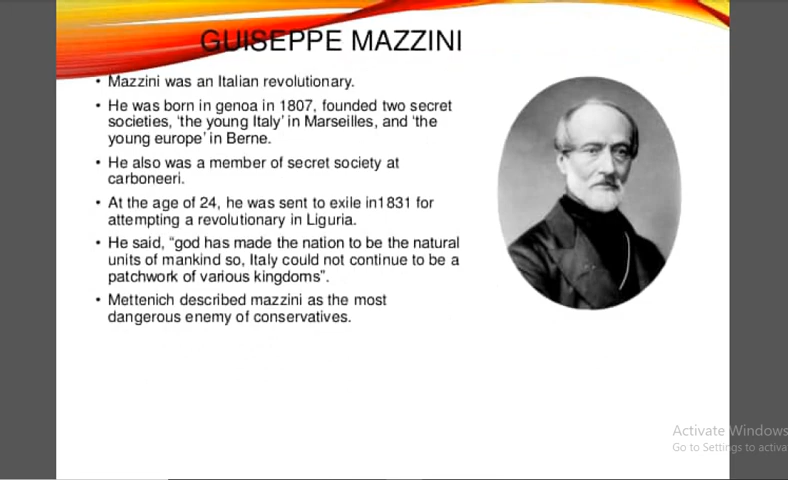 GUISEPPE MAZZINI
• Mazzini was an Italian revolutionary.
• He was born in genoa in 1807, founded two secret
societies, ‘the young Italy’ in Marseilles, and ‘the
young europe’ in Berne.
• He also was a member of secret society at
carboneeri.
• At the age of 24, he was sent to exile in1831 for
attempting a revolutionary in Liguria.
• He said, “god has made the nation to be the natural
units of mankind so, Italy could not continue to be a
patchwork of various kingdoms”.
• Mettenich described mazzini as the most
dangerous enemy of conservatives.
Activate Windows
Go to Settings to activa